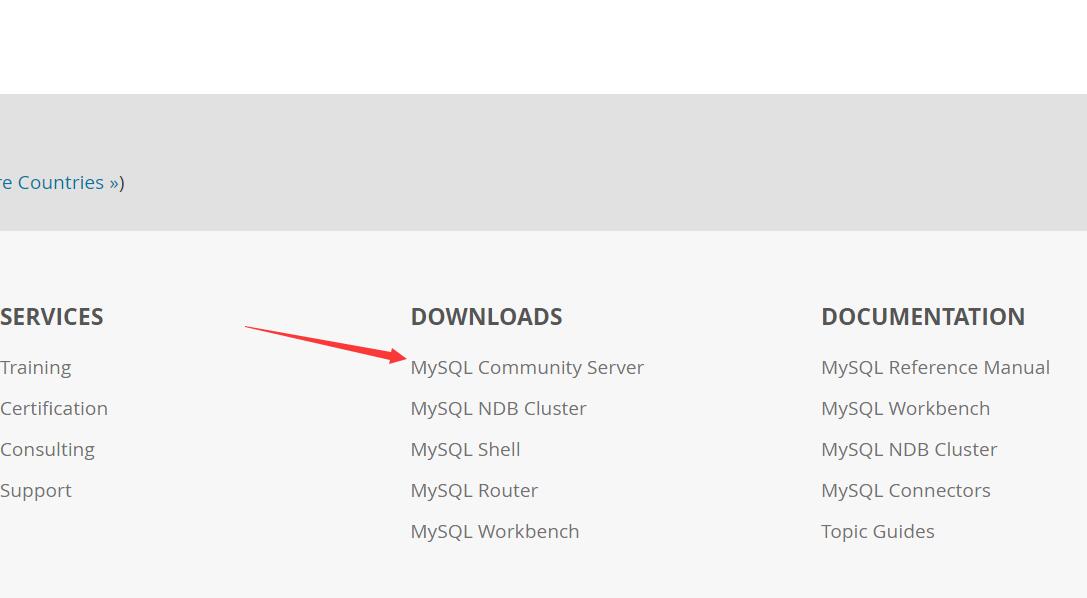 re Countries »)
SERVICES
Training
Certification
Consulting
Support
DOWNLOADS
MySQL Community Server
MySQL NDB Cluster
MySQL Shell
MySQL Router
MySQL Workbench
DOCUMENTATION
MySQL Reference Manual
MySQL Workbench
MySQL NDB Cluster
MySQL Connectors
Topic Guides